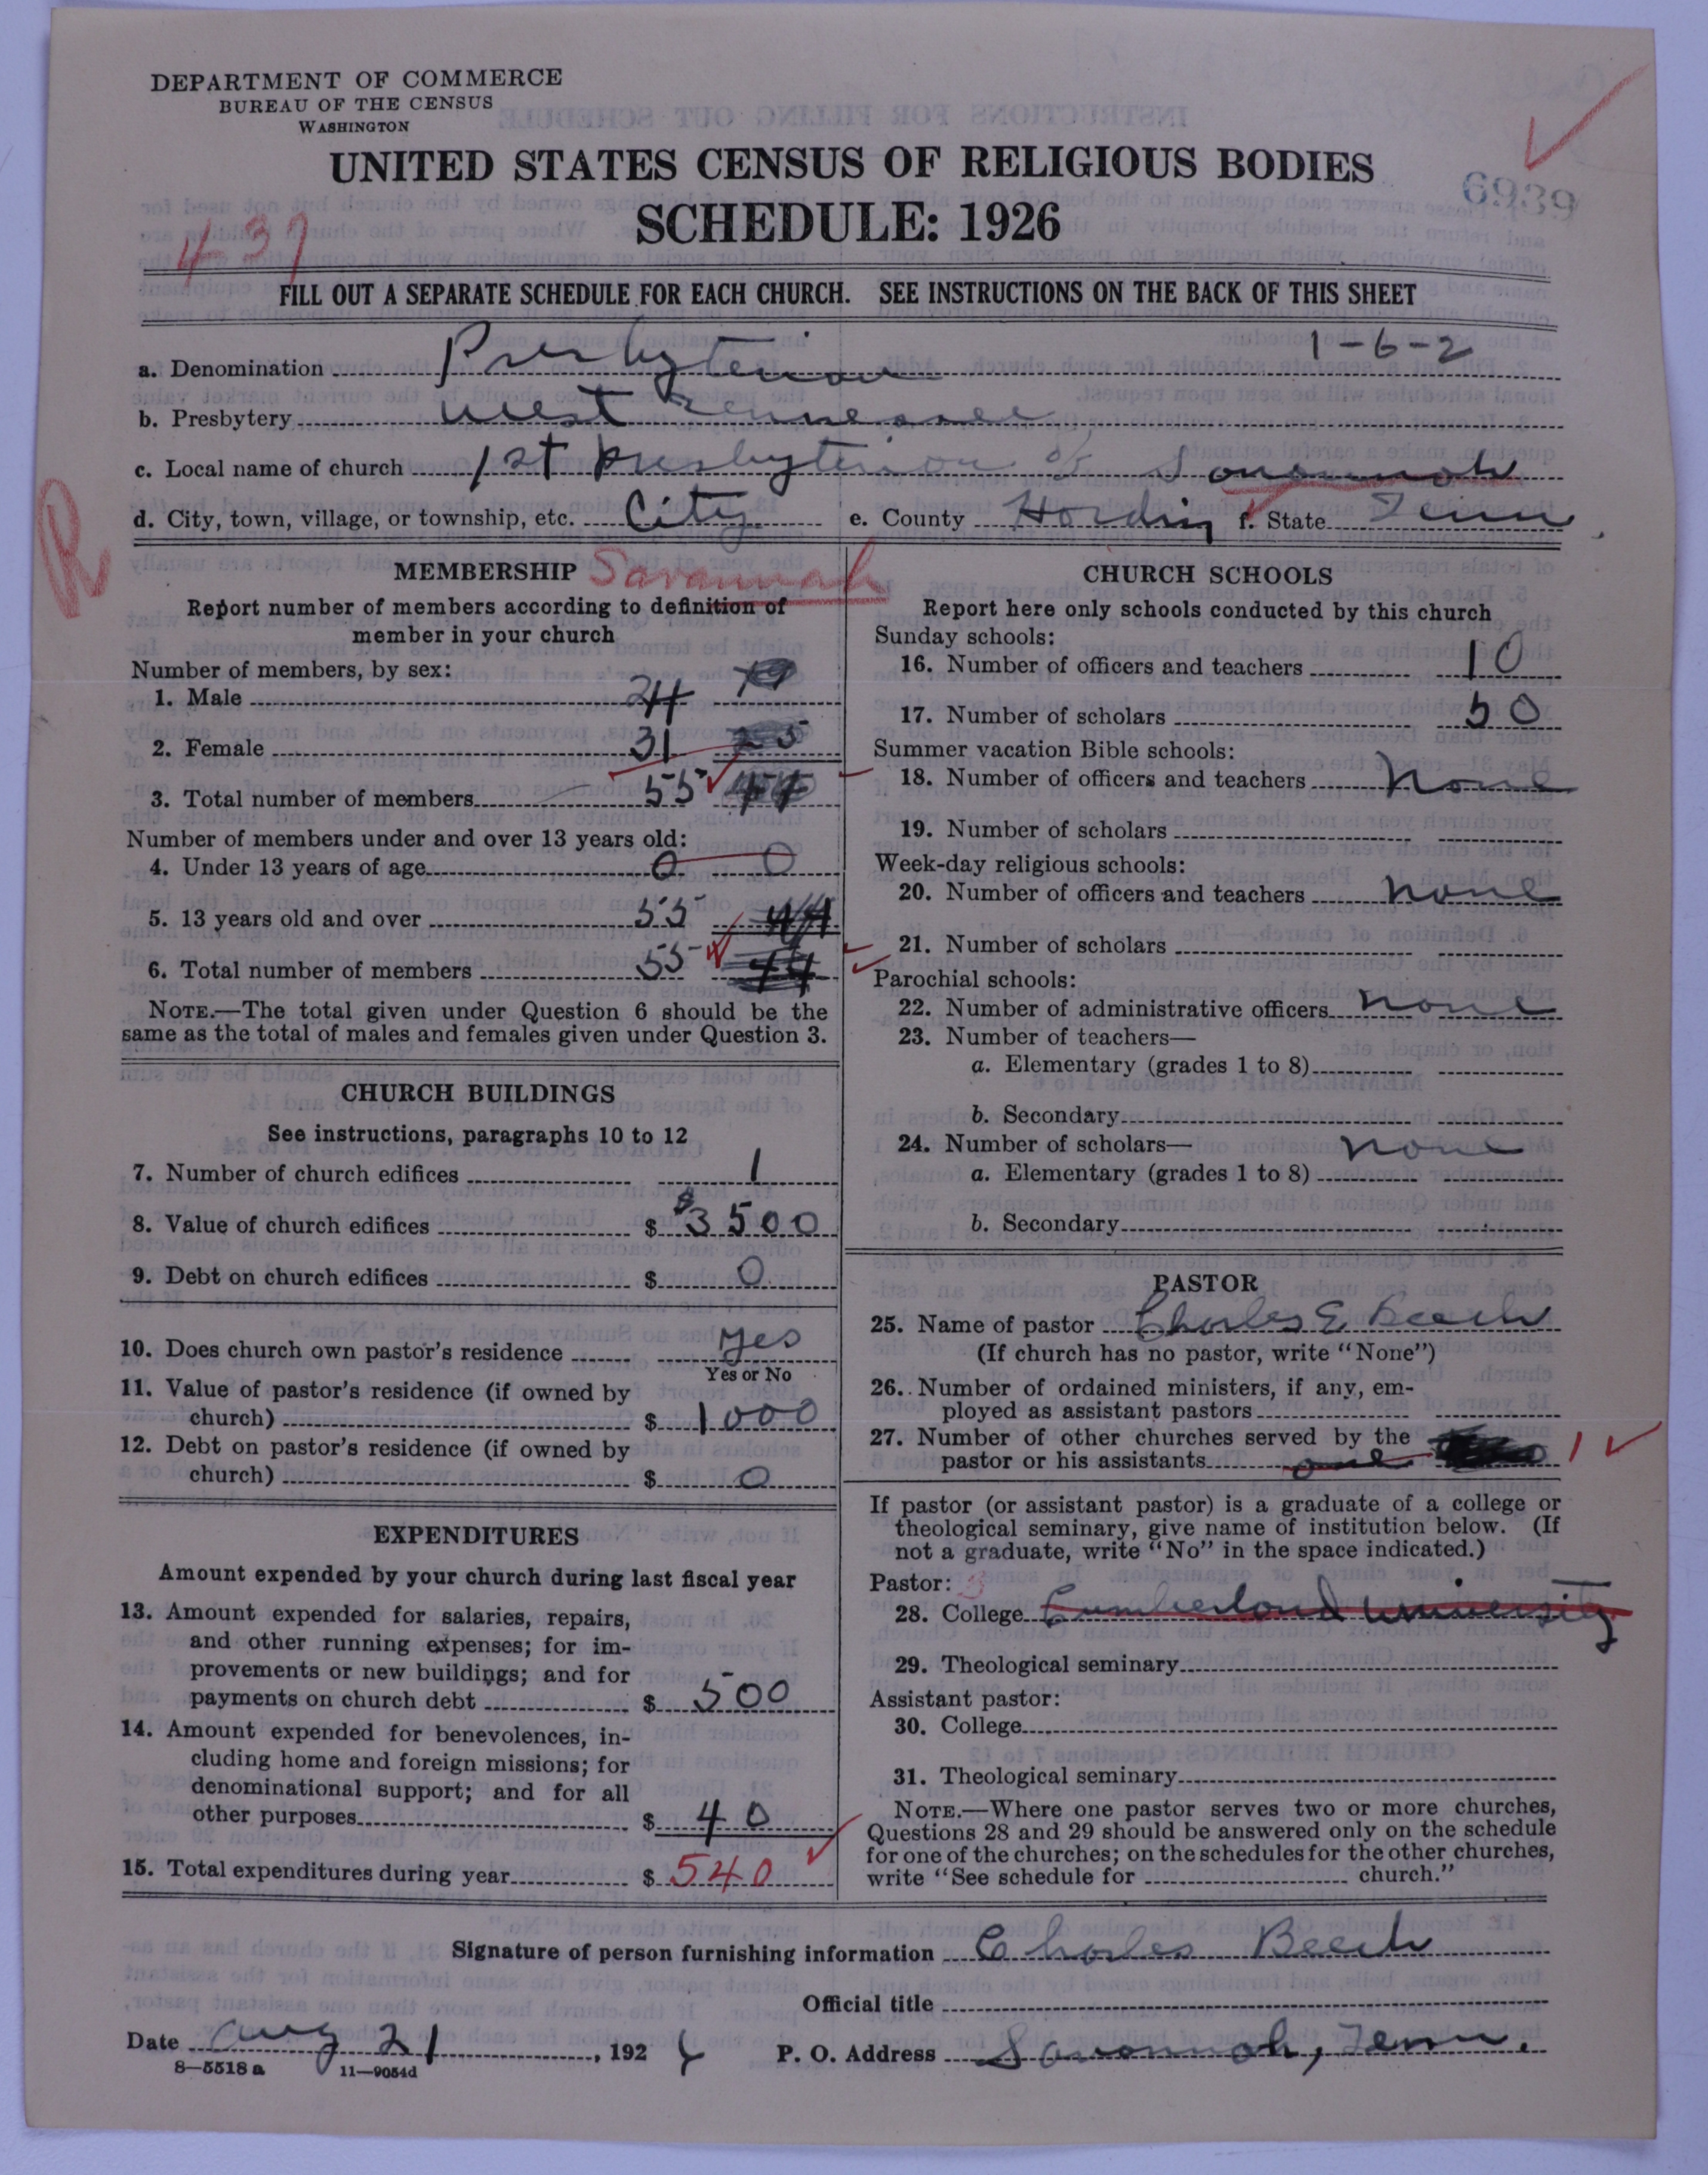 DEPARTMENT OF COMMERCE
BUREAU OF THE CENSUS
WASHINGTON
UNITED STATES CENSUS OF RELIGIOUS BODIES
6939
SCHEDULE: 1926
437
FILL OUT A SEPARATE SCHEDULE FOR EACH CHURCH. SEE INSTRUCTIONS ON THE BACK OF THIS SHEET
1-6-2
a. Denomination Presbyterian
b. Presbytery West Tennessee
c. Local name of church 1st Presbyterian of Savannah
d. City, town, village, or township, etc. City e. County Hardin f. State Tenn
R
MEMBERSHIP Savannah
Report number of members according to definition of
member in your church
Number of members, by sex:
1. Male 24 19
2. Female 31 25
3. Total number of members 55 44
Number of members under and over 13 years old:
4. Under 13 years of age 0 0
5. 13 years old and over 55 44
6. Total number of members 55 44
NOTE.—The total given under Question 6 should be the
same as the total of males and females given under Question 3.
CHURCH BUILDINGS
See instructions, paragraphs 10 to 12
7. Number of church edifices 1
8. Value of church edifices $ $3500
9. Debt on church edifices $ 0
10. Does church own pastor's residence yes
Yes or No
11. Value of pastor's residence (if owned by
church) $ 1000
12. Debt on pastor's residence (if owned by
church) $ 0
EXPENDITURES
Amount expended by your church during last fiscal year
13. Amount expended for salaries, repairs,
and other running expenses; for im-
provements or new buildings; and for
payments on church debt $ 500
14. Amount expended for benevolences, in-
cluding home and foreign missions; for
denominational support; and for all
other purposes $ 40
15. Total expenditures during year $ 540
CHURCH SCHOOLS
Report here only schools conducted by this church
Sunday schools:
16. Number of officers and teachers 10
17. Number of scholars 50
Summer vacation Bible schools:
18. Number of officers and teachers None
19. Number of scholars
Week-day religious schools:
20. Number of officers and teachers none
21. Number of scholars
Parochial schools:
22. Number of administrative officers none
23. Number of teachers—
a. Elementary (grades 1 to 8)
b. Secondary
24. Number of scholars— none
a. Elementary (grades 1 to 8)
b. Secondary
PASTOR
25. Name of pastor Charles E Beech
(If church has no pastor, write "None")
26. Number of ordained ministers, if any, em-
ployed as assistant pastors
27. Number of other churches served by the
pastor or his assistants one 1
If pastor (or assistant pastor) is a graduate of a college or
theological seminary, give name of institution below. (If
not a graduate, write "No" in the space indicated.)
Pastor: 3
28. College Cumberland University
29. Theological seminary
Assistant pastor:
30. College
31. Theological seminary
NOTE.—Where one pastor serves two or more churches,
Questions 28 and 29 should be answered only on the schedule
for one of the churches; on the schedules for the other churches,
write "See schedule for church."
Signature of person furnishing information Charles Beech
Official title
Date Aug 21, 192
P. O. Address Savannah, Tenn.
8—5518 a 11—9054d